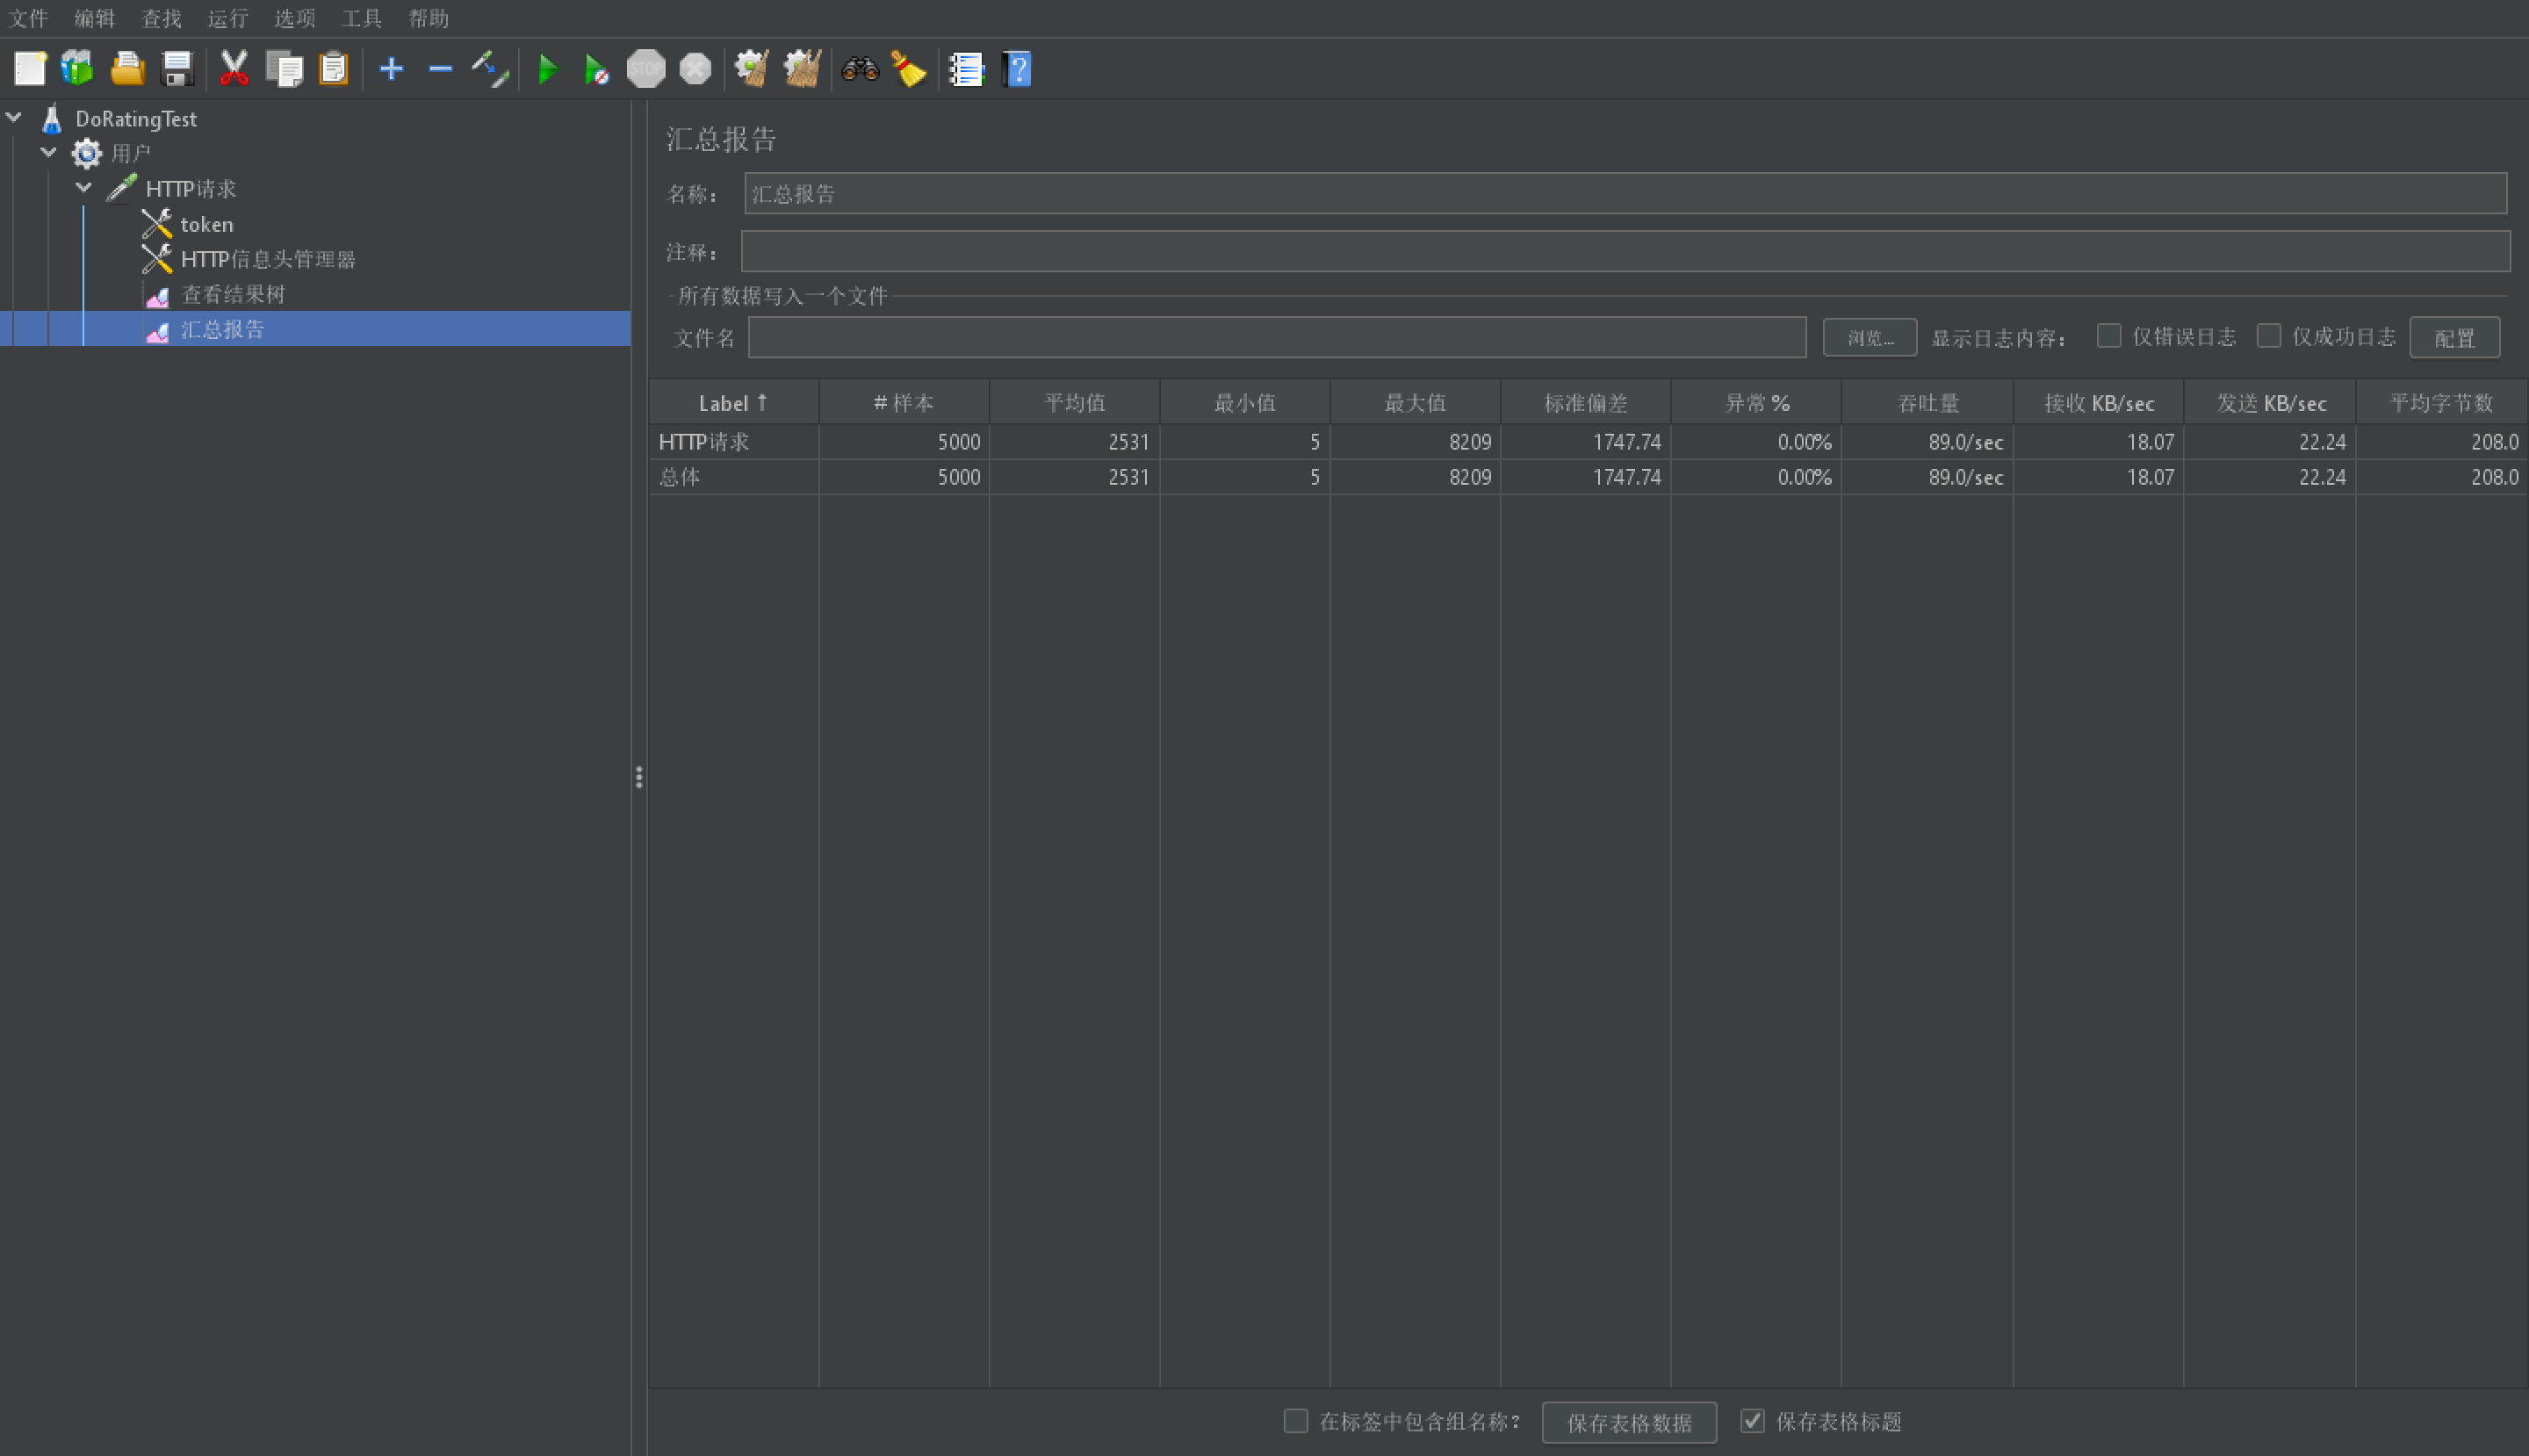 文件 编辑 查找 运行 选项 工具 帮助
STOP
DoRatingTest
用户
HTTP请求
token
HTTP信息头管理器
查看结果树
汇总报告
汇总报告
名称： 汇总报告
注释：
所有数据写入一个文件
文件名 浏览... 显示日志内容： 仅错误日志 仅成功日志 配置
Label ↑ # 样本 平均值 最小值 最大值 标准偏差 异常 % 吞吐量 接收 KB/sec 发送 KB/sec 平均字节数
HTTP请求 5000 2531 5 8209 1747.74 0.00% 89.0/sec 18.07 22.24 208.0
总体 5000 2531 5 8209 1747.74 0.00% 89.0/sec 18.07 22.24 208.0
在标签中包含组名称？ 保存表格数据 保存表格标题